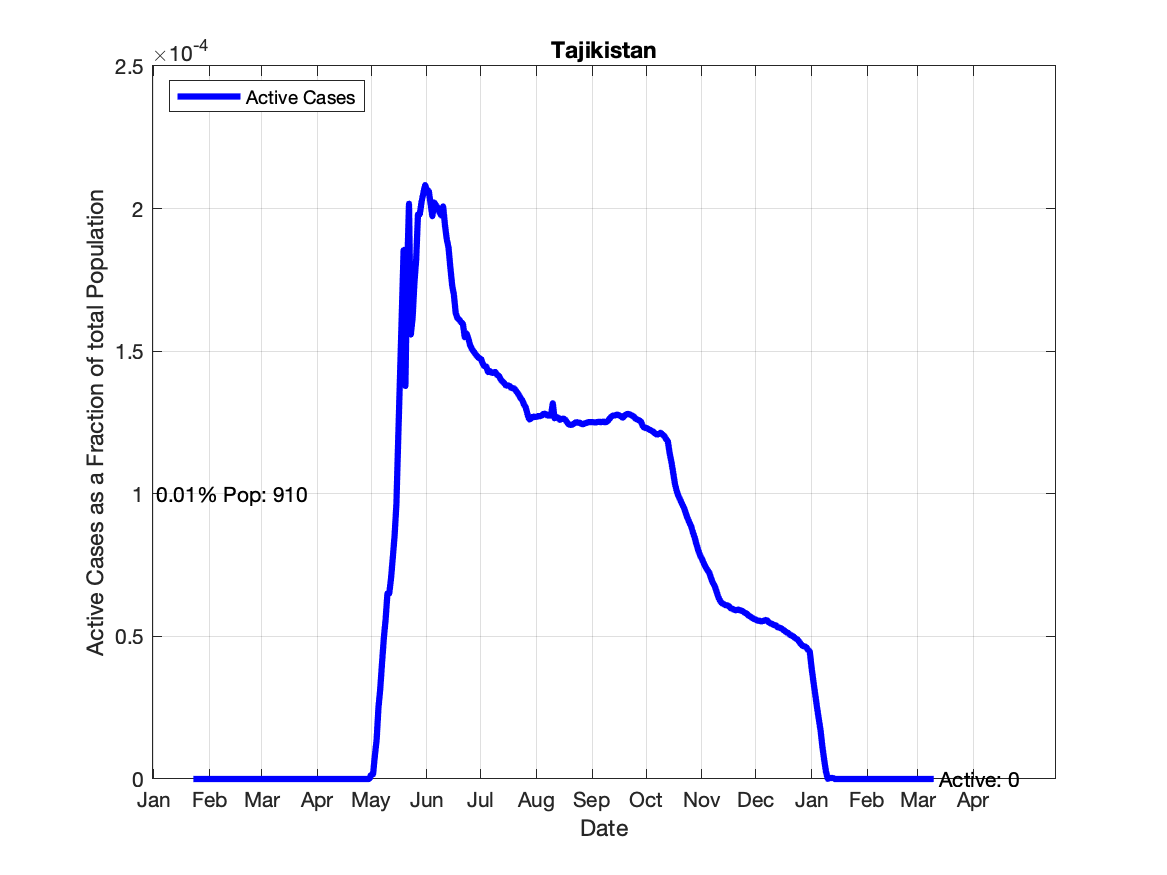 Tajikistan
×10-4
Active Cases
2.5
2
1.5
1
0.5
0
0.01% Pop: 910
Active: 0
Active Cases as a Fraction of total Population
Jan Feb Mar Apr May Jun Jul Aug Sep Oct Nov Dec Jan Feb Mar Apr
Date